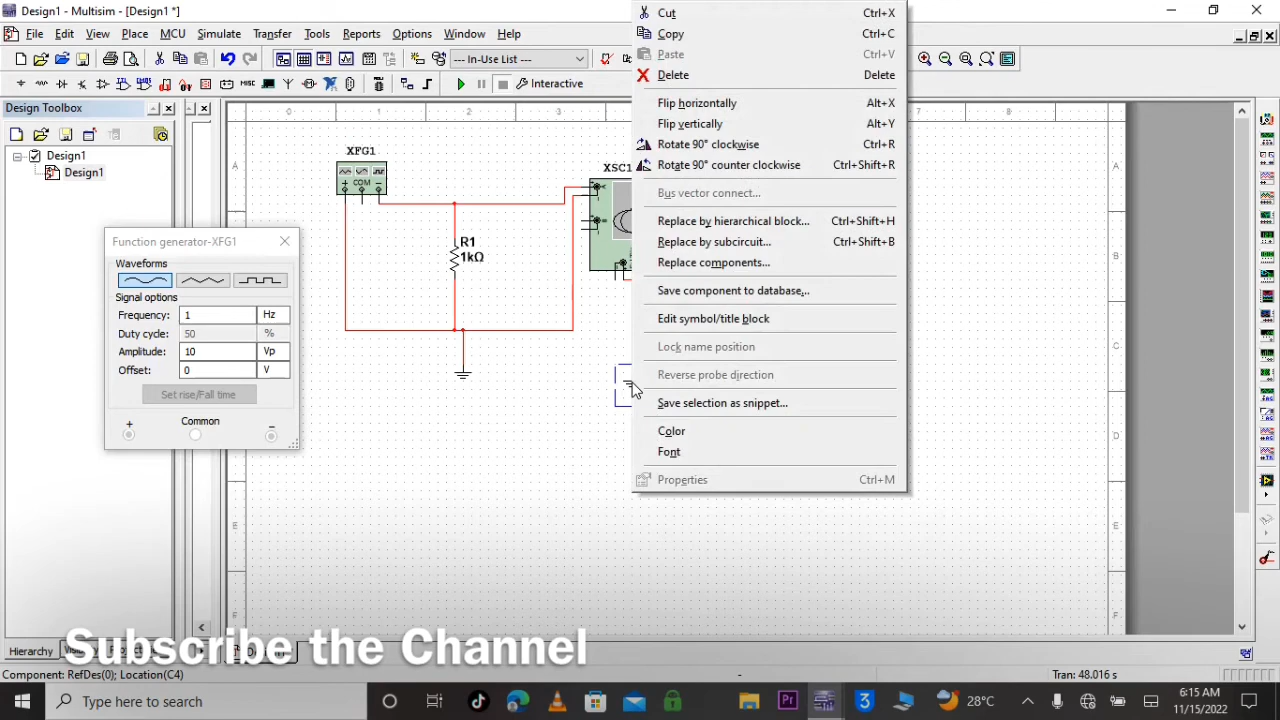 Design1 - Multisim - [Design1 *]
File Edit View Place MCU Simulate Transfer Tools Reports Options Window Help
--- In-Use List ---
Interactive
Design Toolbox
Design1
Design1
Function generator-XFG1
Waveforms
Signal options
Frequency: 1 Hz
Duty cycle: 50 %
Amplitude: 10 Vp
Offset: 0 V
Set rise/Fall time
+ Common −
0 1 2 3 7 8
A
B
C
D
E
F
XFG1
COM
R1
1kΩ
XSC1
Cut Ctrl+X
Copy Ctrl+C
Paste Ctrl+V
Delete Delete
Flip horizontally Alt+X
Flip vertically Alt+Y
Rotate 90° clockwise Ctrl+R
Rotate 90° counter clockwise Ctrl+Shift+R
Bus vector connect...
Replace by hierarchical block... Ctrl+Shift+H
Replace by subcircuit... Ctrl+Shift+B
Replace components...
Save component to database...
Edit symbol/title block
Lock name position
Reverse probe direction
Save selection as snippet...
Color
Font
Properties Ctrl+M
A
B
C
D
E
F
Subscribe the Channel
Hierarchy
Component: RefDes(0); Location(C4) - Tran: 48.016 s
Type here to search
28°C
6:15 AM
11/15/2022